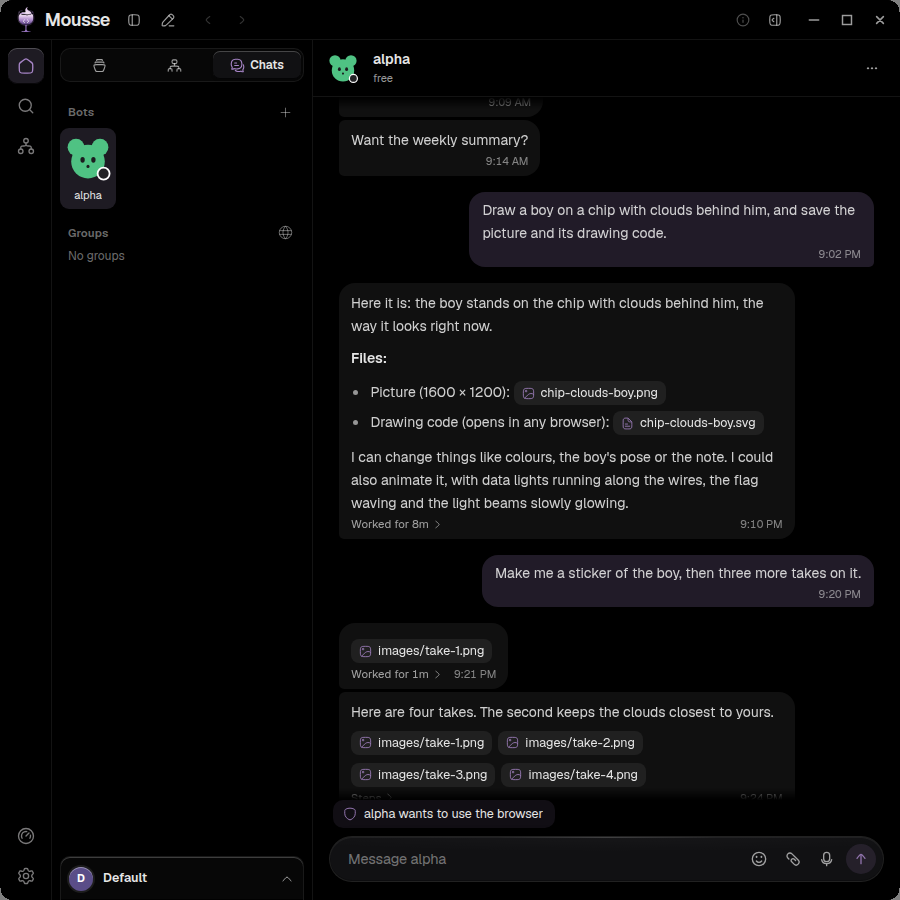 Mousse
Chats
Bots
alpha
Groups
No groups
D
Default
alpha
free
9:09 AM
Want the weekly summary?
9:14 AM
Draw a boy on a chip with clouds behind him, and save the
picture and its drawing code.
9:02 PM
Here it is: the boy stands on the chip with clouds behind him, the
way it looks right now.
Files:
Picture (1600 × 1200): chip-clouds-boy.png
Drawing code (opens in any browser): chip-clouds-boy.svg
I can change things like colours, the boy's pose or the note. I could
also animate it, with data lights running along the wires, the flag
waving and the light beams slowly glowing.
Worked for 8m
9:10 PM
Make me a sticker of the boy, then three more takes on it.
9:20 PM
images/take-1.png
Worked for 1m
9:21 PM
Here are four takes. The second keeps the clouds closest to yours.
images/take-1.png images/take-2.png
images/take-3.png images/take-4.png
alpha wants to use the browser
Message alpha